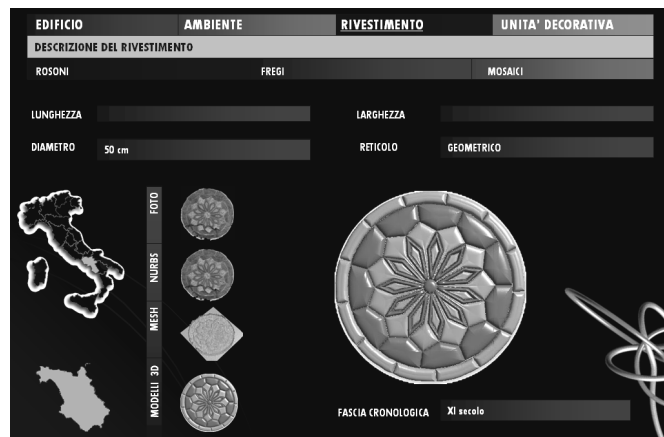 EDIFICIO AMBIENTE RIVESTIMENTO UNITA' DECORATIVA
DESCRIZIONE DEL RIVESTIMENTO
ROSONI FREGI MOSAICI
LUNGHEZZA LARGHEZZA
DIAMETRO 50 cm RETICOLO GEOMETRICO
FOTO
NURBS
MESH
MODELLI 3D
FASCIA CRONOLOGICA XI secolo